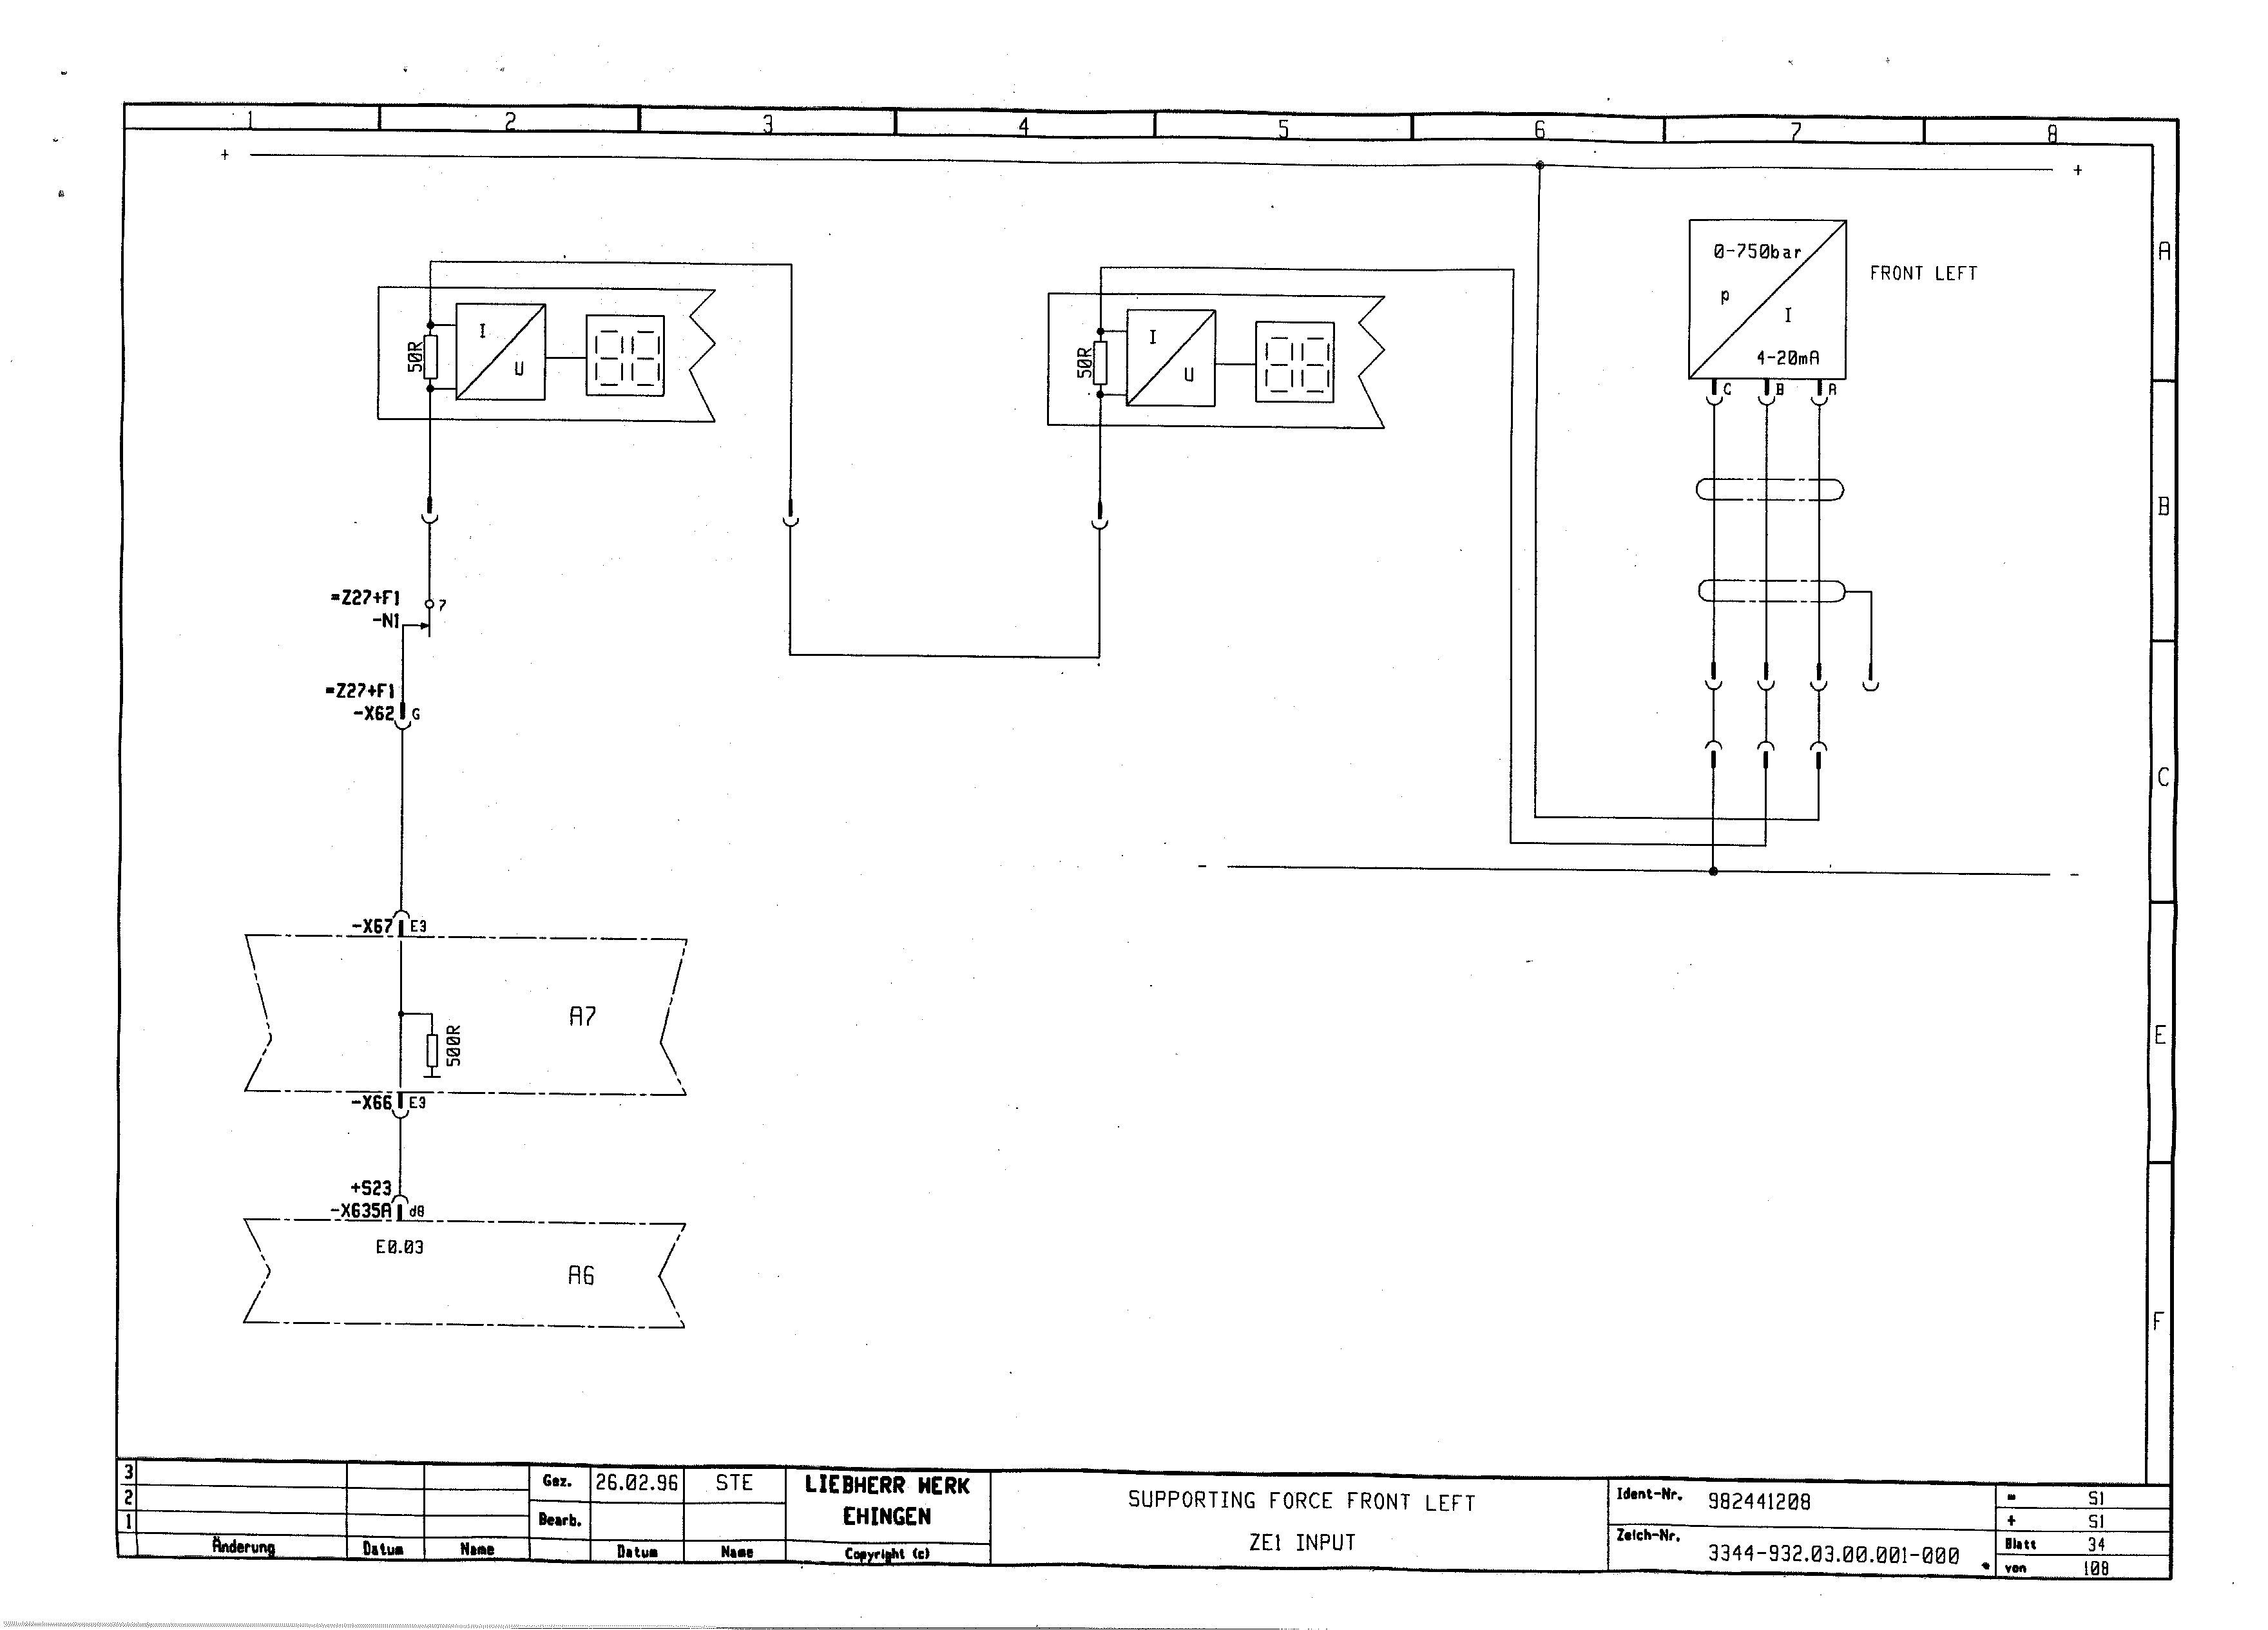 1 2 3 4 5 6 7 8
+ +
A
0-750bar
p
I
4-20mA
FRONT LEFT
C B A
50R
I
U
50R
I
U
B
=Z27+F1
-N1
7
=Z27+F1
-X62 G
C
- -
-X67 E3
A7
500R
E
-X66 E3
+S23
-X635A d8
E0.03
A6
F
3
2
1
Änderung Datum Name
Gez. 26.02.96 STE
Bearb.
Datum Name
LIEBHERR WERK
EHINGEN
Copyright (c)
SUPPORTING FORCE FRONT LEFT
ZE1 INPUT
Ident-Nr. 982441208
Zeich-Nr. 3344-932.03.00.001-000 *
= S1
+ S1
Blatt 34
von 108